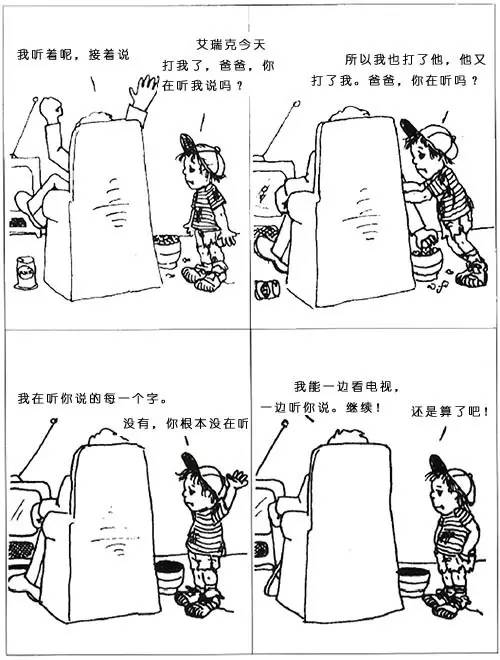 我听着呢，接着说
艾瑞克今天
打我了，爸爸，你
在听我说吗？
所以我也打了他，他又
打了我。爸爸，你在听吗？
我在听你说的每一个字。
没有，你根本没在听
我能一边看电视，
一边听你说。继续！
还是算了吧！